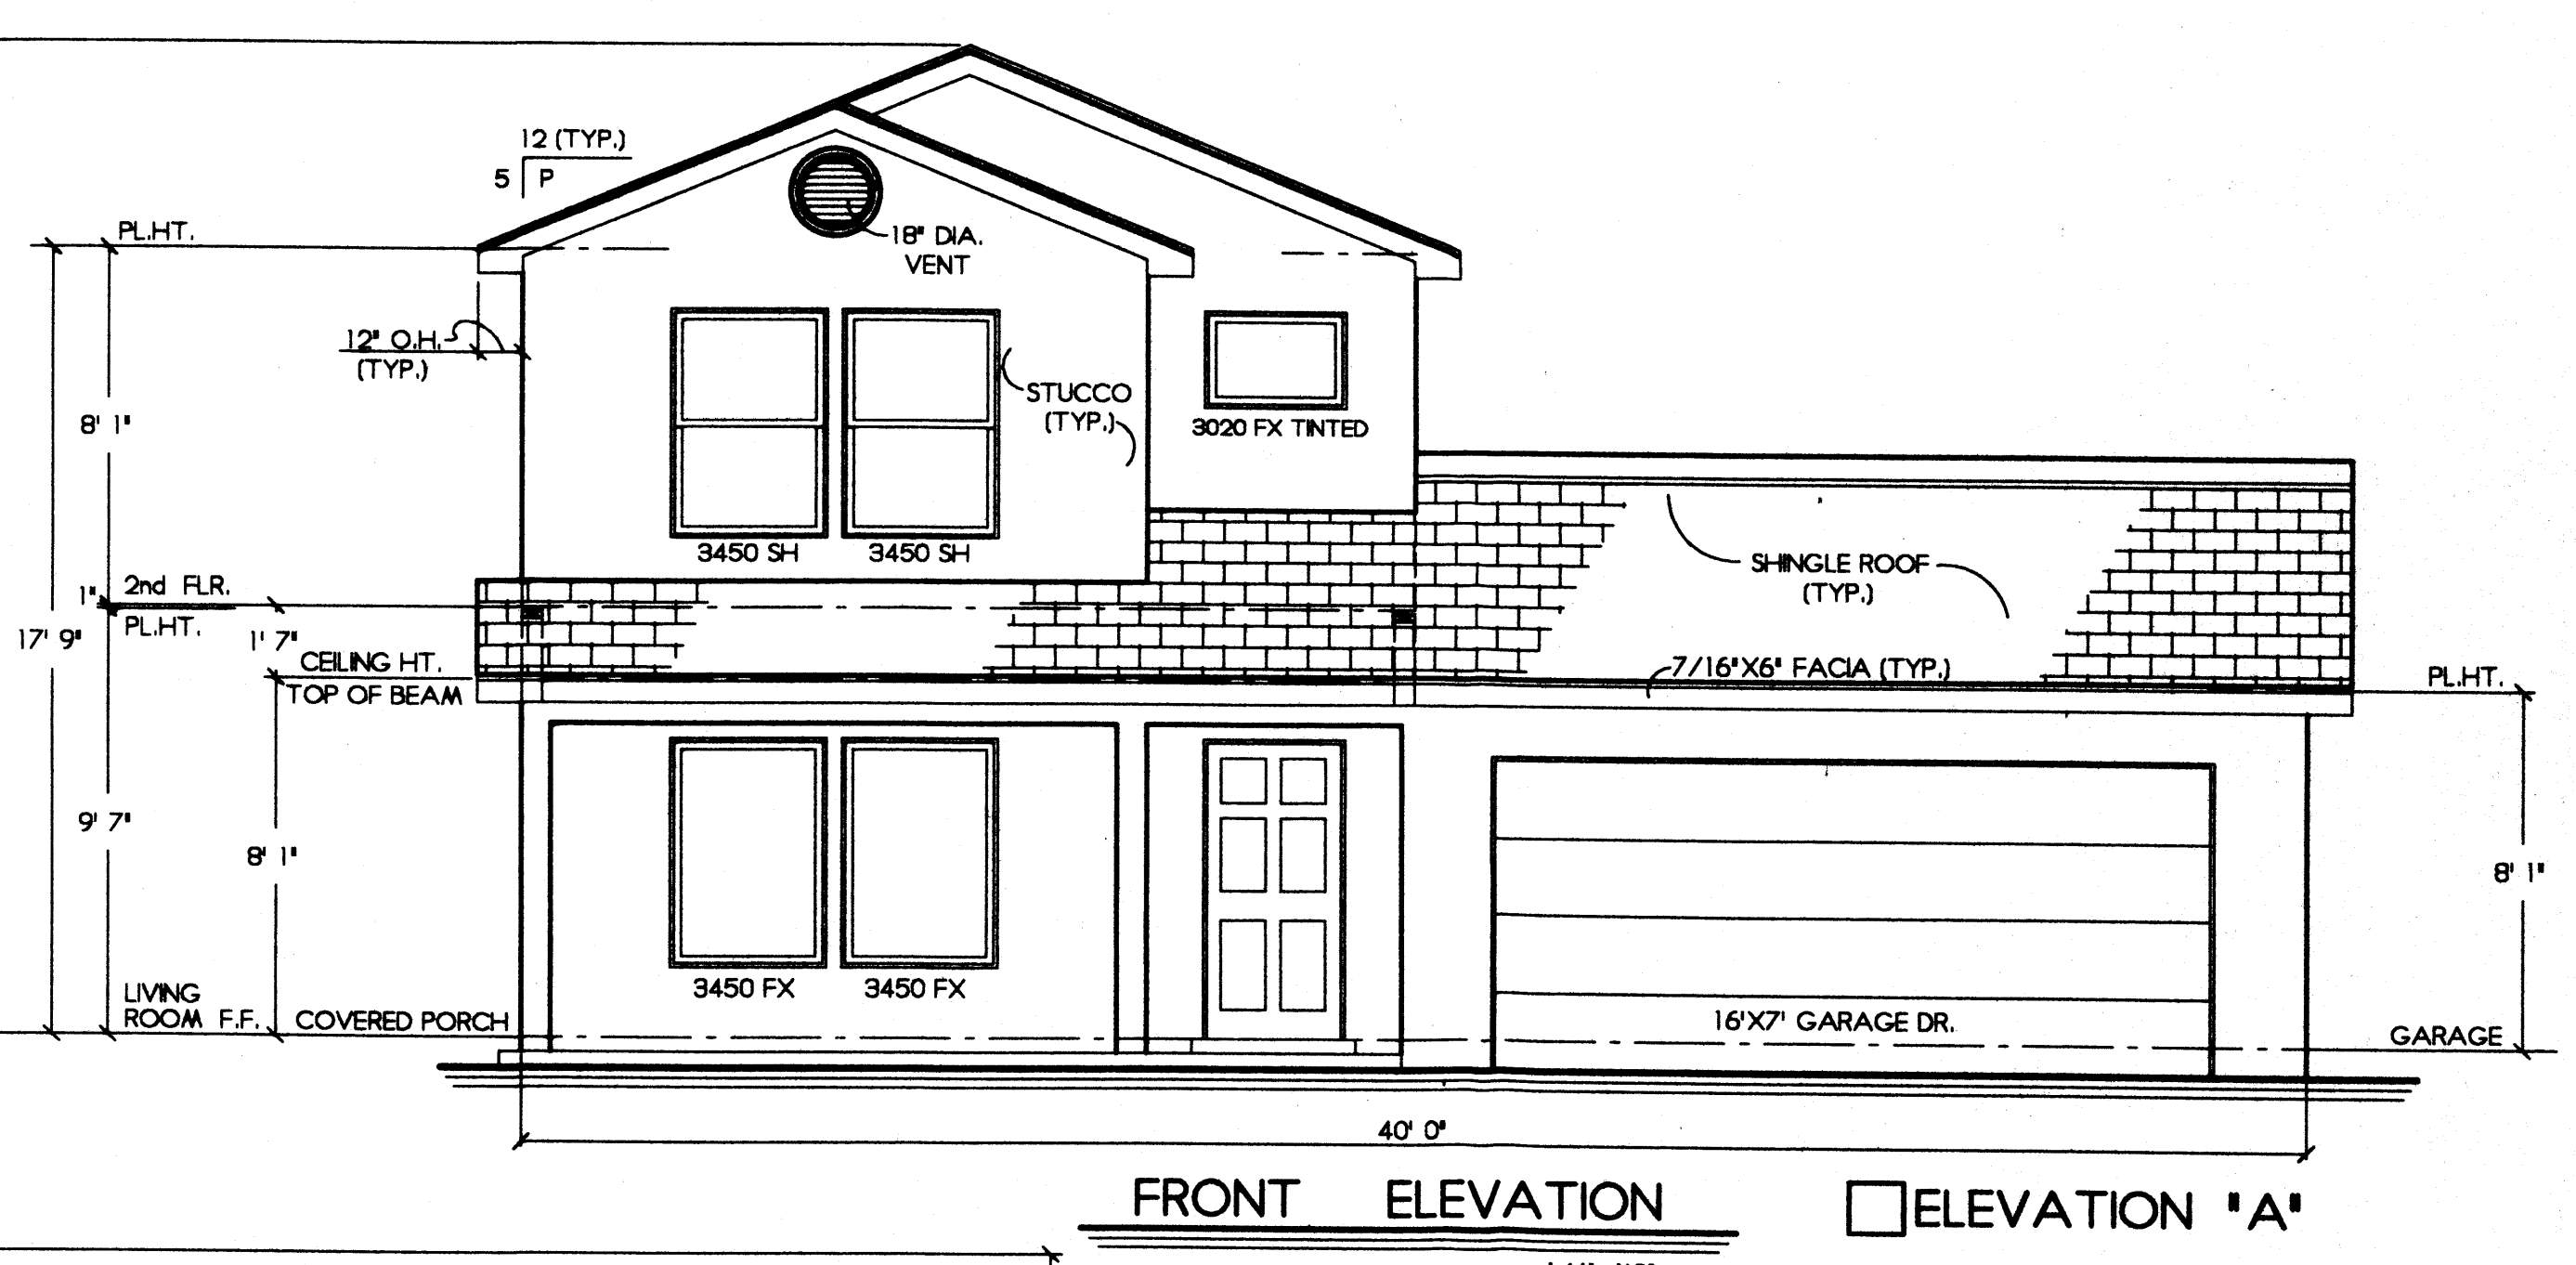 12 (TYP.)
5 P
PL.HT.
18" DIA.
VENT
12" O.H.
(TYP.)
8' 1"
STUCCO
(TYP.)
3020 FX TINTED
3450 SH 3450 SH
SHINGLE ROOF
(TYP.)
1" 2nd FLR.
PL.HT.
17' 9"
1' 7"
CEILING HT.
TOP OF BEAM
7/16"X6" FACIA (TYP.)
PL.HT.
9' 7"
8' 1"
8' 1"
3450 FX 3450 FX
LIVING
ROOM F.F. COVERED PORCH
16'X7' GARAGE DR.
GARAGE
40' 0"
FRONT ELEVATION
ELEVATION "A"